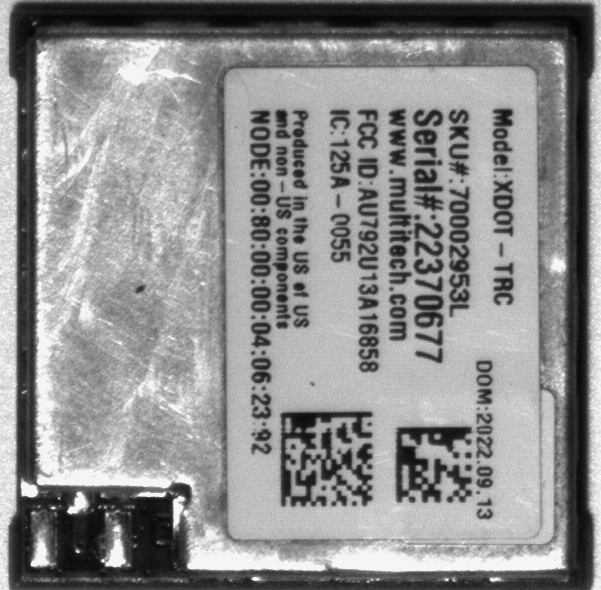 Model:XDOT-TRC
DOM:2022.09.13
SKU#:70002953L
Serial#:22370677
www.multitech.com
FCC ID:AU792U13A16858
IC:125A-0055
Produced in the US of US
and non-US components
NODE:00:80:00:00:04:06:23:92